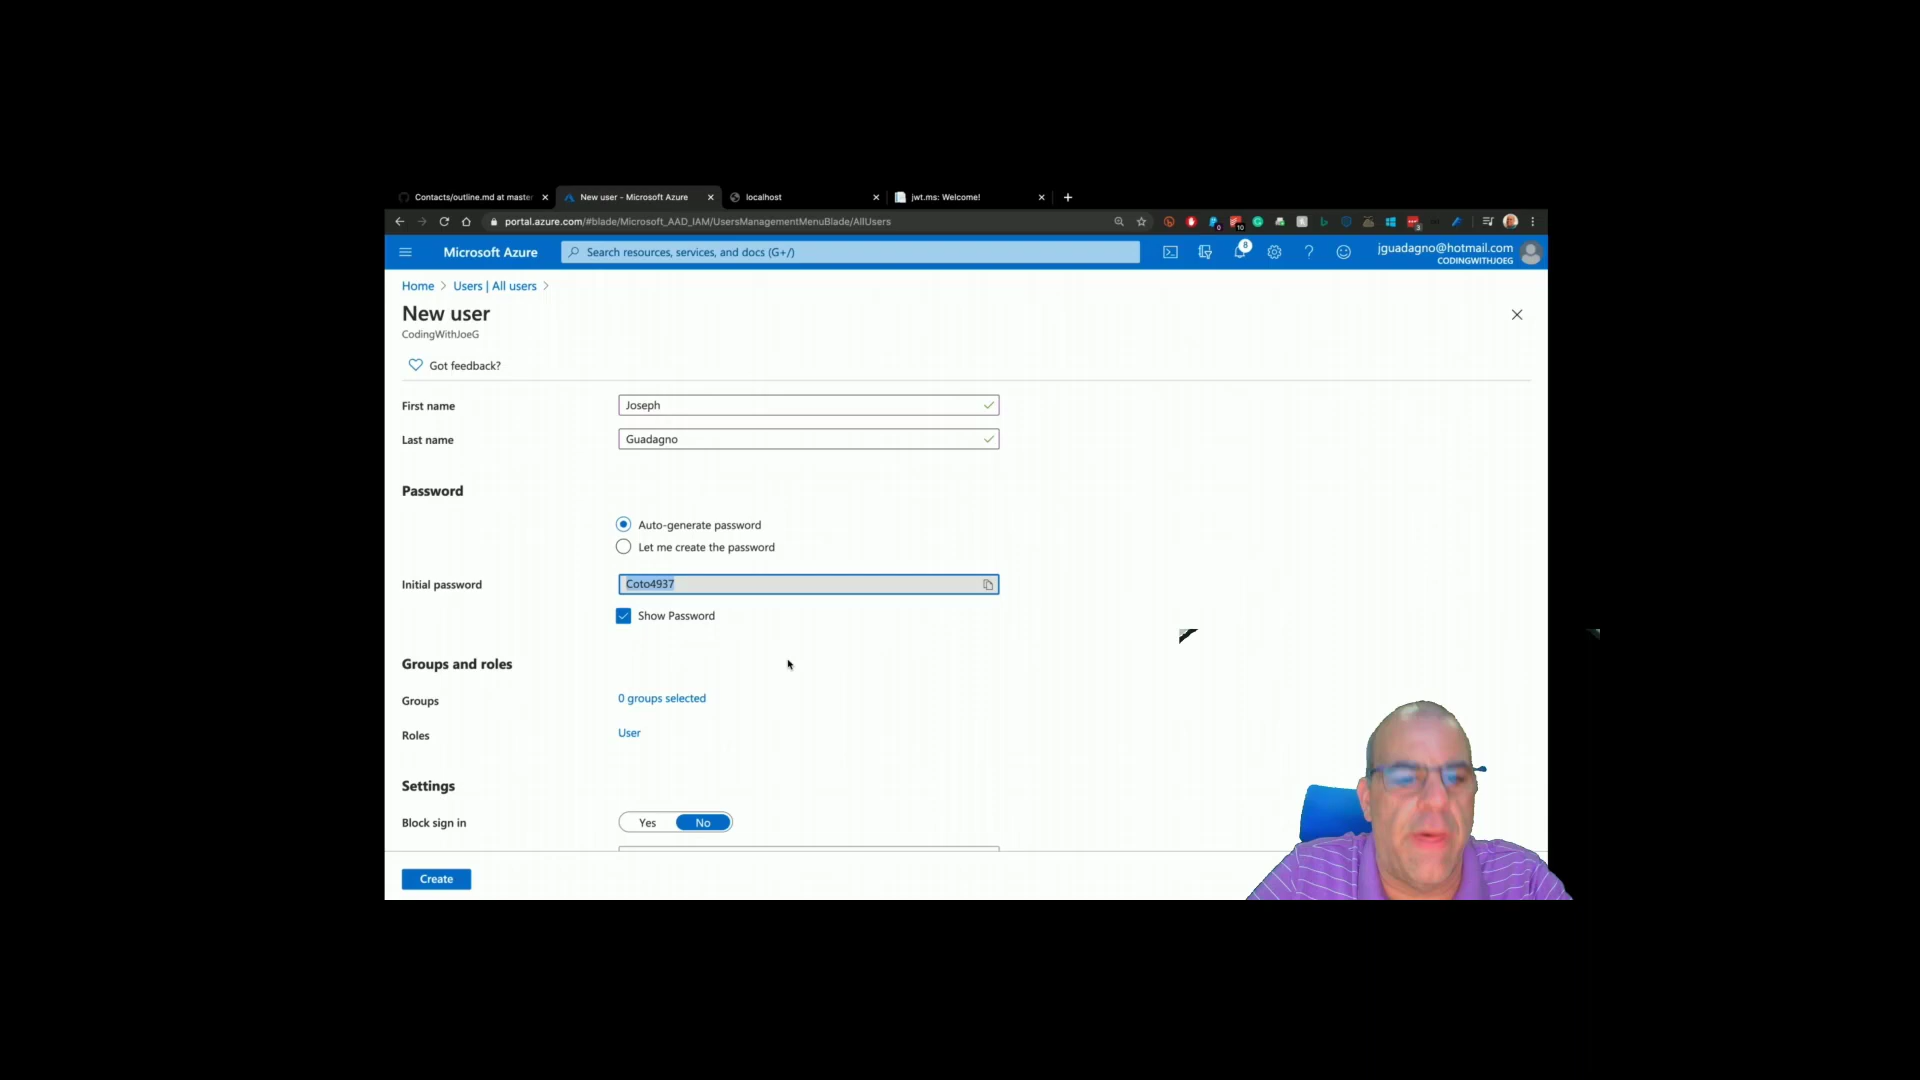 Contacts/outline.md at master
New user - Microsoft Azure
localhost
jwt.ms: Welcome!
portal.azure.com/#blade/Microsoft_AAD_IAM/UsersManagementMenuBlade/AllUsers
0
10
3
Microsoft Azure
Search resources, services, and docs (G+/)
8
jguadagno@hotmail.com
CODINGWITHJOEG
Home > Users | All users >
New user
CodingWithJoeG
Got feedback?
First name
Joseph
Last name
Guadagno
Password
Auto-generate password
Let me create the password
Initial password
Coto4937
Show Password
Groups and roles
Groups
0 groups selected
Roles
User
Settings
Block sign in
Yes
No
Create